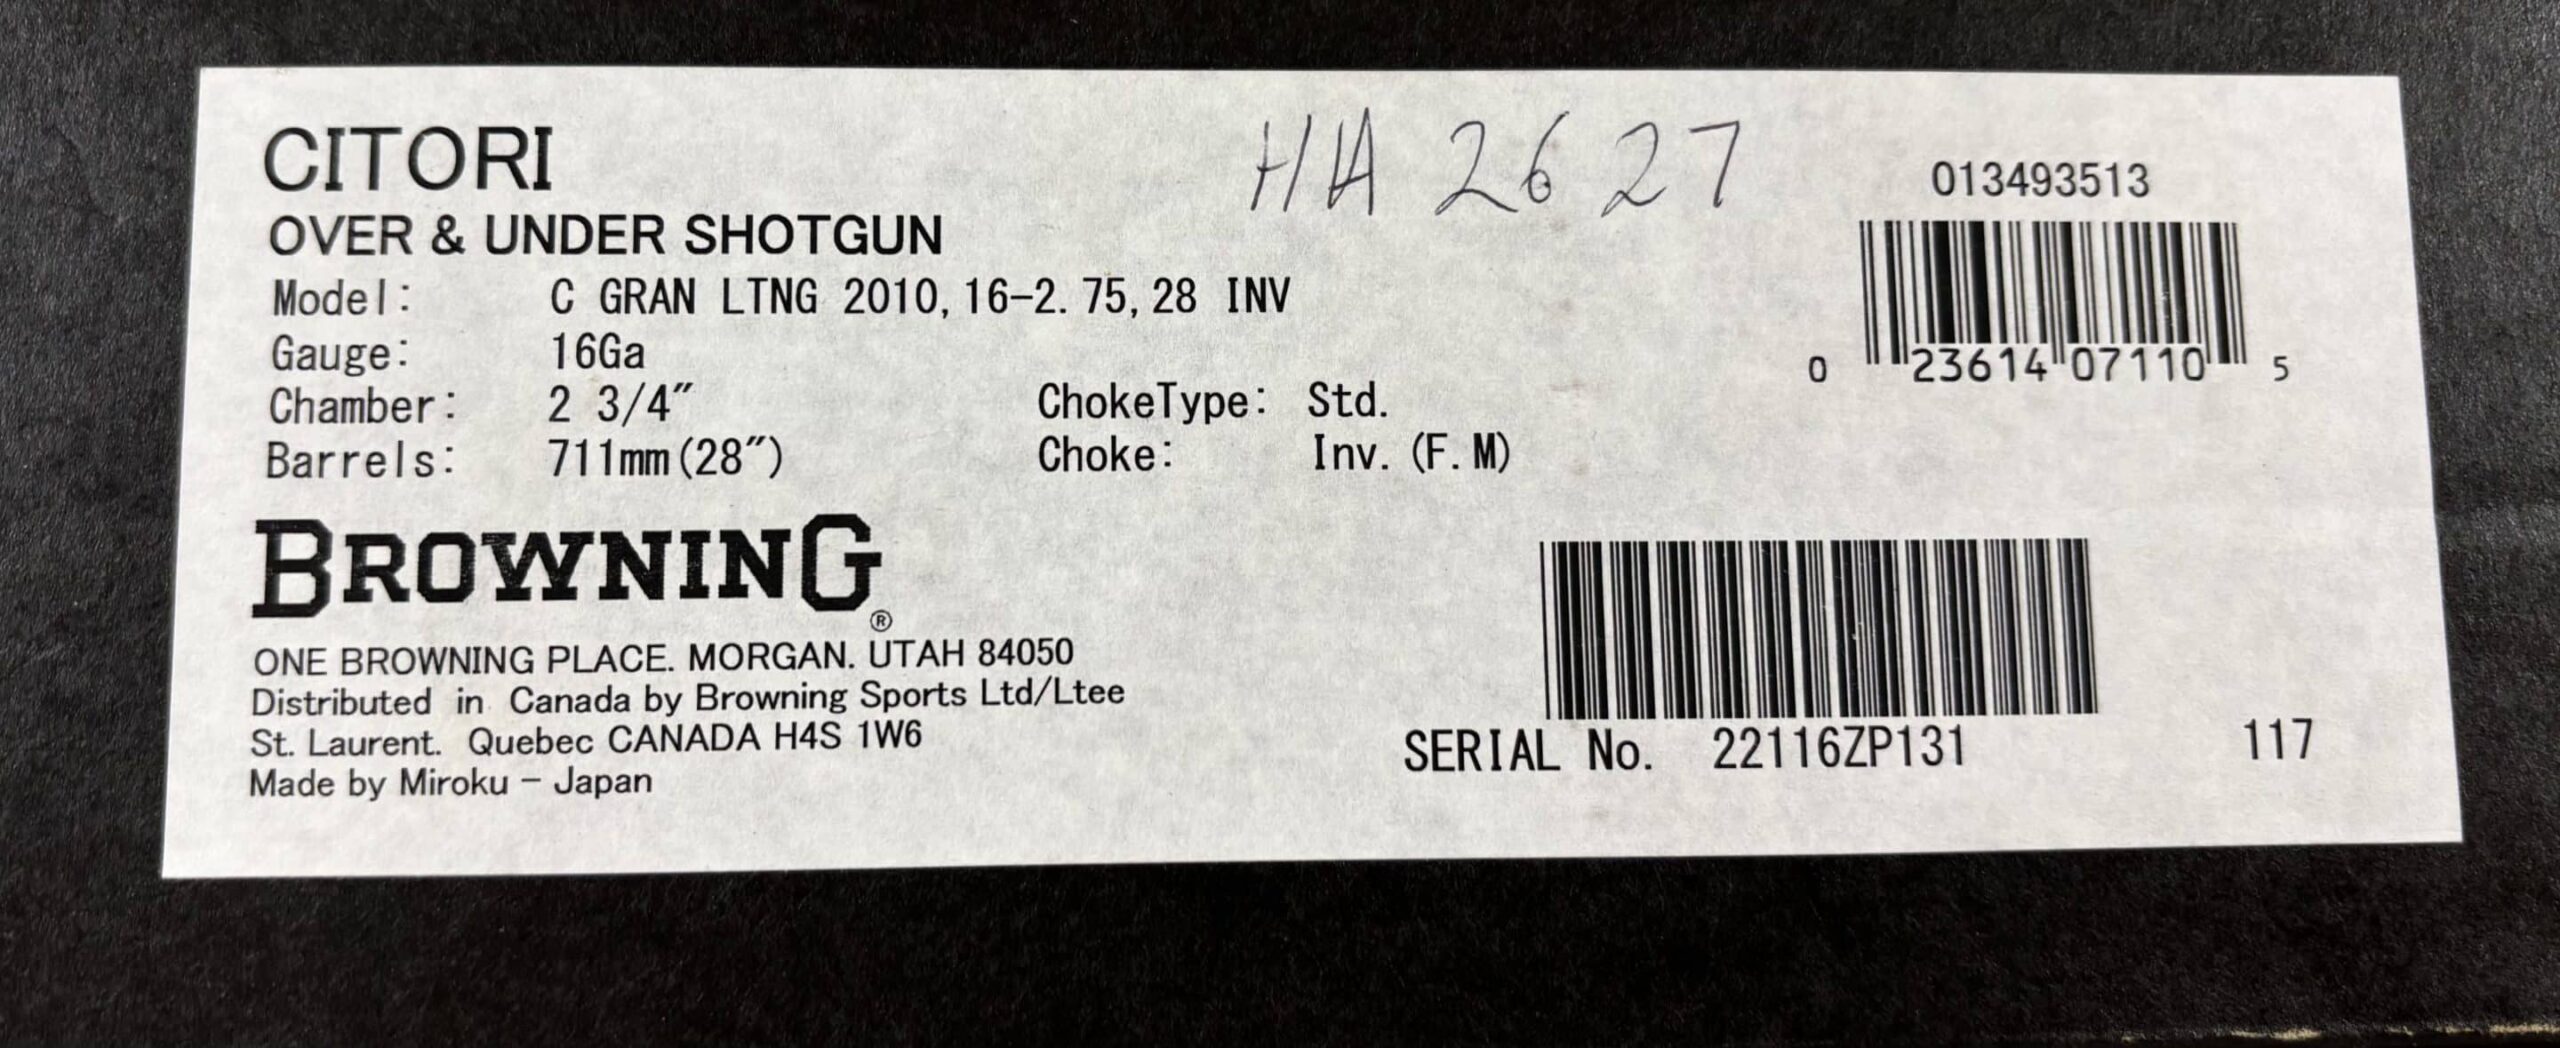 CITORI
HA 2627
013493513
OVER & UNDER SHOTGUN
Model: C GRAN LTNG 2010, 16-2. 75, 28 INV
Gauge: 16Ga
0 23614 07110 5
Chamber: 2 3/4" ChokeType: Std.
Barrels: 711mm(28") Choke: Inv. (F. M)
BROWNING®
ONE BROWNING PLACE. MORGAN. UTAH 84050
Distributed in Canada by Browning Sports Ltd/Ltee
St. Laurent. Quebec CANADA H4S 1W6
Made by Miroku - Japan
SERIAL No. 22116ZP131
117